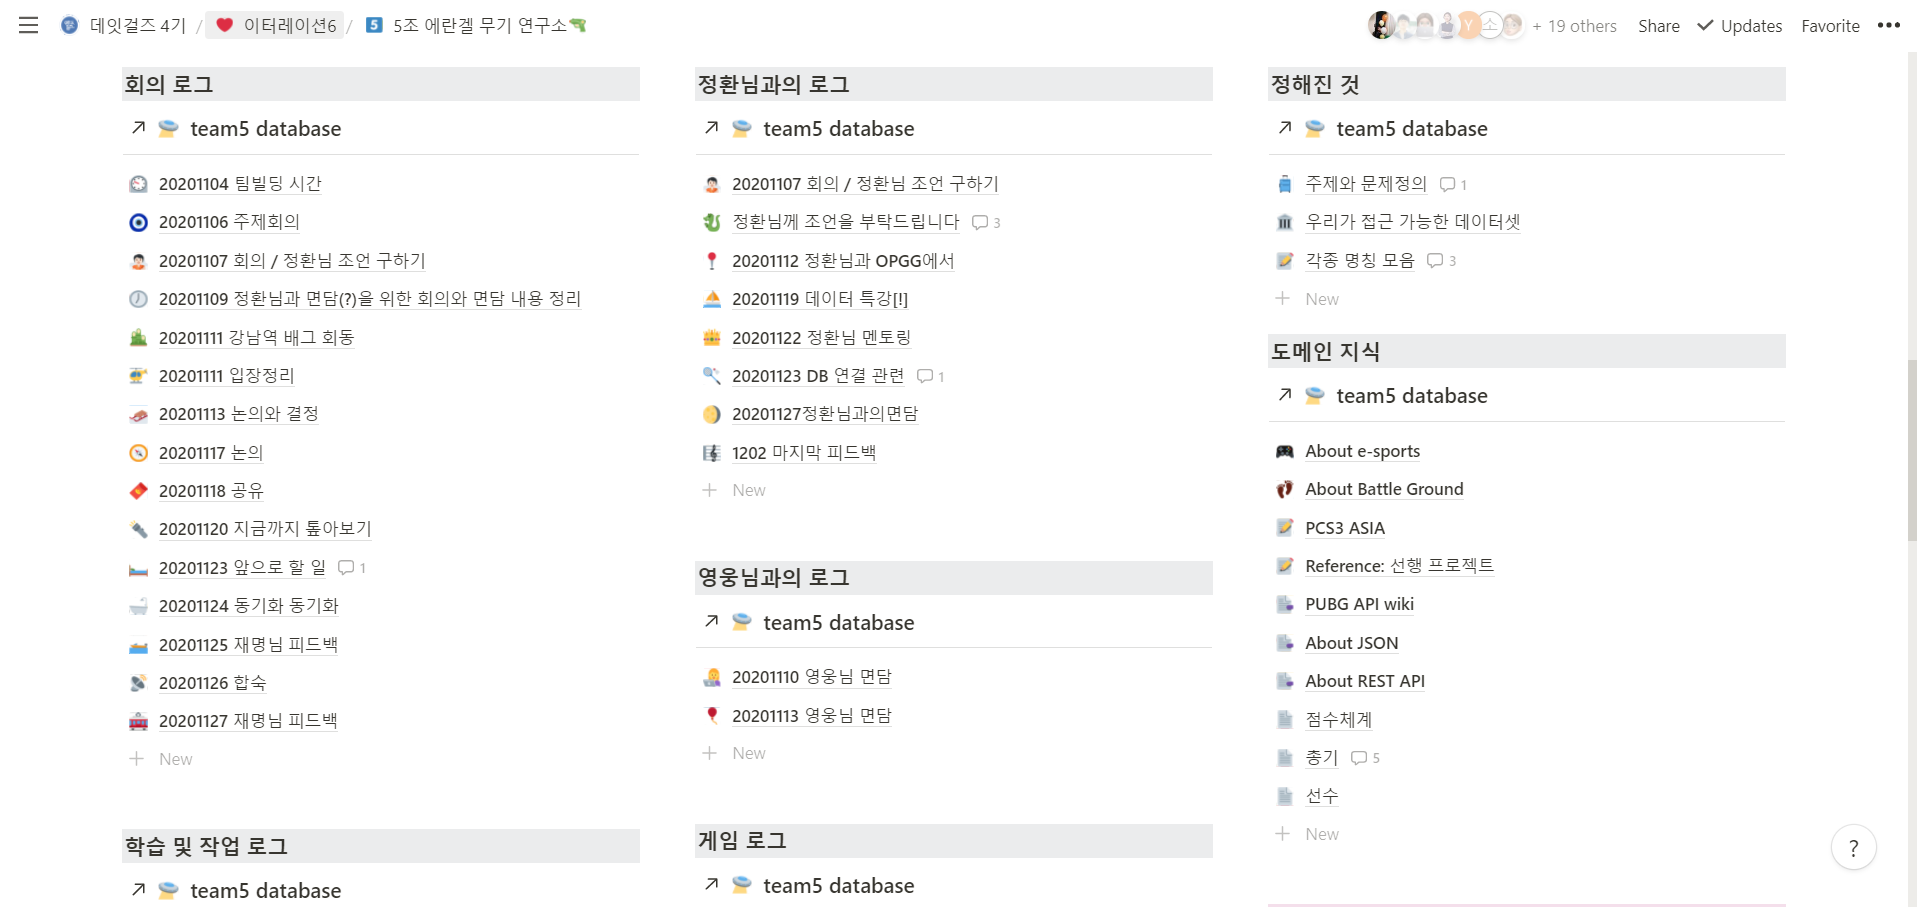 데잇걸즈 4기 / 이터레이션6 / 5 5조 에란겔 무기 연구소
Y 소 + 19 others Share Updates Favorite
회의 로그
team5 database
20201104 팀빌딩 시간
20201106 주제회의
20201107 회의 / 정환님 조언 구하기
20201109 정환님과 면담(?)을 위한 회의와 면담 내용 정리
20201111 강남역 배그 회동
20201111 입장정리
20201113 논의와 결정
20201117 논의
20201118 공유
20201120 지금까지 톺아보기
20201123 앞으로 할 일 1
20201124 동기화 동기화
20201125 재명님 피드백
20201126 합숙
20201127 재명님 피드백
New
학습 및 작업 로그
team5 database
정환님과의 로그
team5 database
20201107 회의 / 정환님 조언 구하기
정환님께 조언을 부탁드립니다 3
20201112 정환님과 OPGG에서
20201119 데이터 특강[!]
20201122 정환님 멘토링
20201123 DB 연결 관련 1
20201127정환님과의면담
1202 마지막 피드백
New
영웅님과의 로그
team5 database
20201110 영웅님 면담
20201113 영웅님 면담
New
게임 로그
team5 database
정해진 것
team5 database
주제와 문제정의 1
우리가 접근 가능한 데이터셋
각종 명칭 모음 3
New
도메인 지식
team5 database
About e-sports
About Battle Ground
PCS3 ASIA
Reference: 선행 프로젝트
PUBG API wiki
About JSON
About REST API
점수체계
총기 5
선수
New
?